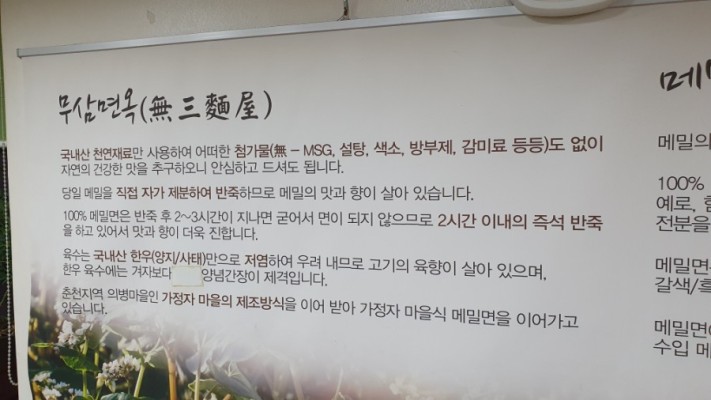 무삼면옥(無三麵屋)
국내산 천연재료만 사용하여 어떠한 첨가물(無 - MSG, 설탕, 색소, 방부제, 감미료 등등)도 없이
자연의 건강한 맛을 추구하오니 안심하고 드셔도 됩니다.
당일 메밀을 직접 자가 제분하여 반죽하므로 메밀의 맛과 향이 살아 있습니다.
100% 메밀면은 반죽 후 2~3시간이 지나면 굳어서 면이 되지 않으므로 2시간 이내의 즉석 반죽
을 하고 있어서 맛과 향이 더욱 진합니다.
육수는 국내산 한우(양지/사태)만으로 저염하여 우려 내므로 고기의 육향이 살아 있으며,
한우 육수에는 겨자보다 양념간장이 제격입니다.
춘천지역 의병마을인 가정자 마을의 제조방식을 이어 받아 가정자 마을식 메밀면을 이어가고
있습니다.
메밀의
100%
예로,
전분을
메밀면
갈색/흑
메밀면
수입 메